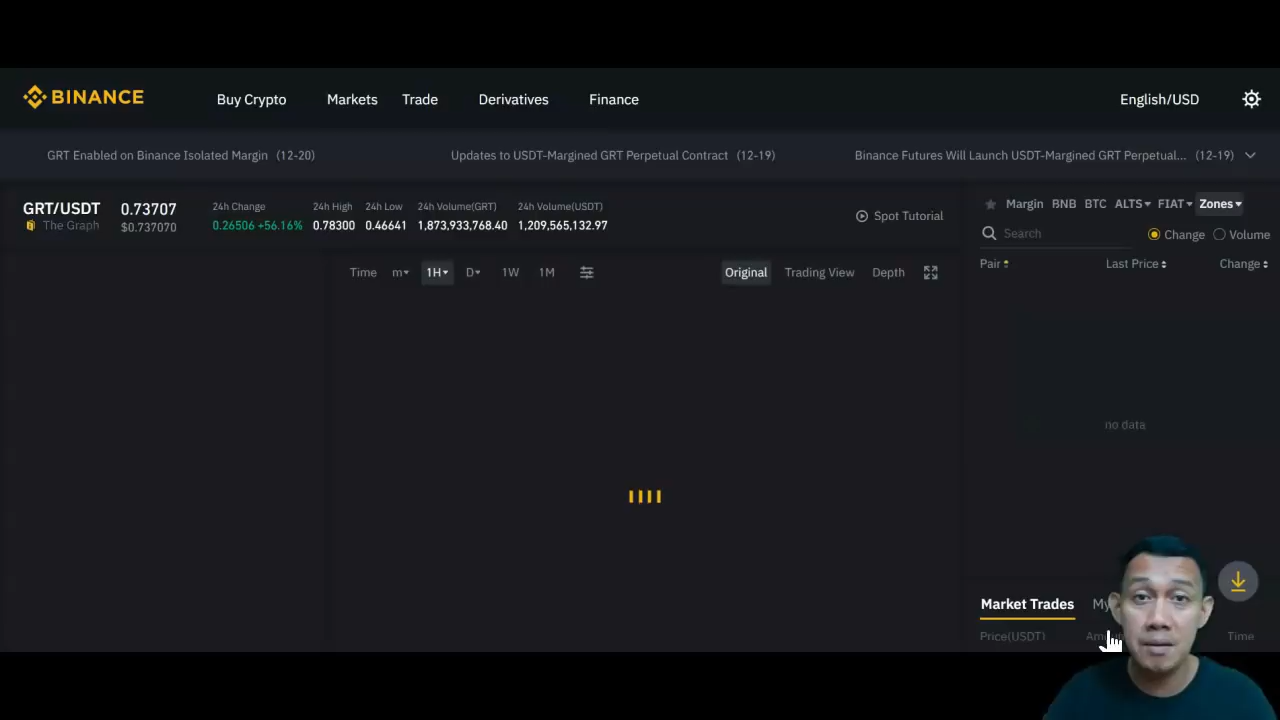 BINANCE
Buy Crypto Markets Trade Derivatives Finance English/USD
GRT Enabled on Binance Isolated Margin (12-20) Updates to USDT-Margined GRT Perpetual Contract (12-19) Binance Futures Will Launch USDT-Margined GRT Perpetual... (12-19)
GRT/USDT 0.73707 24h Change 24h High 24h Low 24h Volume(GRT) 24h Volume(USDT)
The Graph $0.737070 0.26506 +56.16% 0.78300 0.46641 1,873,933,768.40 1,209,565,132.97
Spot Tutorial
Margin BNB BTC ALTS FIAT Zones
Search Change Volume
Pair Last Price Change
Time m 1H D 1W 1M Original Trading View Depth
no data
Market Trades My
Price(USDT) Time